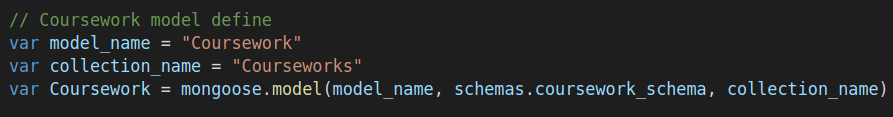 // Coursework model define
var model_name = "Coursework"
var collection_name = "Courseworks"
var Coursework = mongoose.model(model_name, schemas.coursework_schema, collection_name)